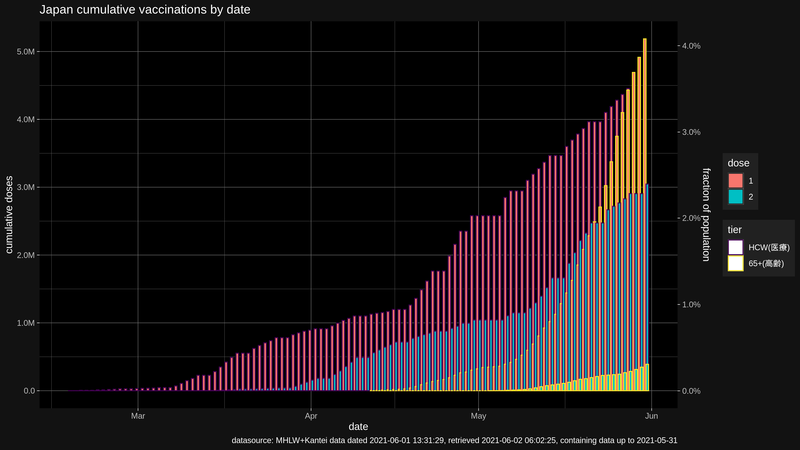 Japan cumulative vaccinations by date
5.0M
4.0M
3.0M
2.0M
1.0M
0.0
cumulative doses
4.0%
3.0%
2.0%
1.0%
0.0%
fraction of population
Mar
Apr
May
Jun
date
dose
1
2
tier
HCW(医療)
65+(高齢)
datasource: MHLW+Kantei data dated 2021-06-01 13:31:29, retrieved 2021-06-02 06:02:25, containing data up to 2021-05-31